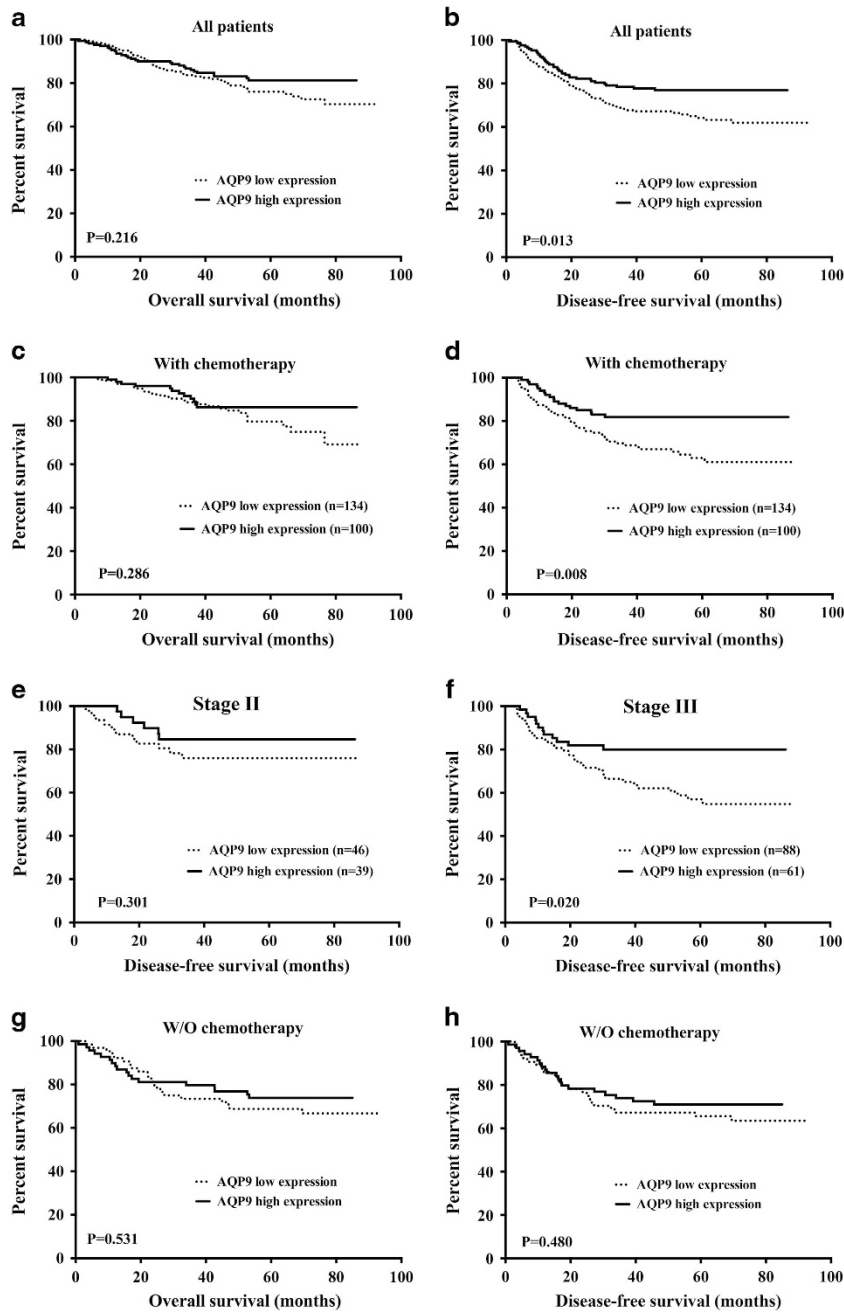 a
All patients
Percent survival
100
80
60
40
20
0
AQP9 low expression
AQP9 high expression
P=0.216
0 20 40 60 80 100
Overall survival (months)
b
All patients
Percent survival
100
80
60
40
20
0
AQP9 low expression
AQP9 high expression
P=0.013
0 20 40 60 80 100
Disease-free survival (months)
c
With chemotherapy
Percent survival
100
80
60
40
20
0
AQP9 low expression (n=134)
AQP9 high expression (n=100)
P=0.286
0 20 40 60 80 100
Overall survival (months)
d
With chemotherapy
Percent survival
100
80
60
40
20
0
AQP9 low expression (n=134)
AQP9 high expression (n=100)
P=0.008
0 20 40 60 80 100
Disease-free survival (months)
e
Stage II
Percent survival
100
80
60
40
20
0
AQP9 low expression (n=46)
AQP9 high expression (n=39)
P=0.301
0 20 40 60 80 100
Disease-free survival (months)
f
Stage III
Percent survival
100
80
60
40
20
0
AQP9 low expression (n=88)
AQP9 high expression (n=61)
P=0.020
0 20 40 60 80 100
Disease-free survival (months)
g
W/O chemotherapy
Percent survival
100
80
60
40
20
0
AQP9 low expression
AQP9 high expression
P=0.531
0 20 40 60 80 100
Overall survival (months)
h
W/O chemotherapy
Percent survival
100
80
60
40
20
0
AQP9 low expression
AQP9 high expression
P=0.480
0 20 40 60 80 100
Disease-free survival (months)